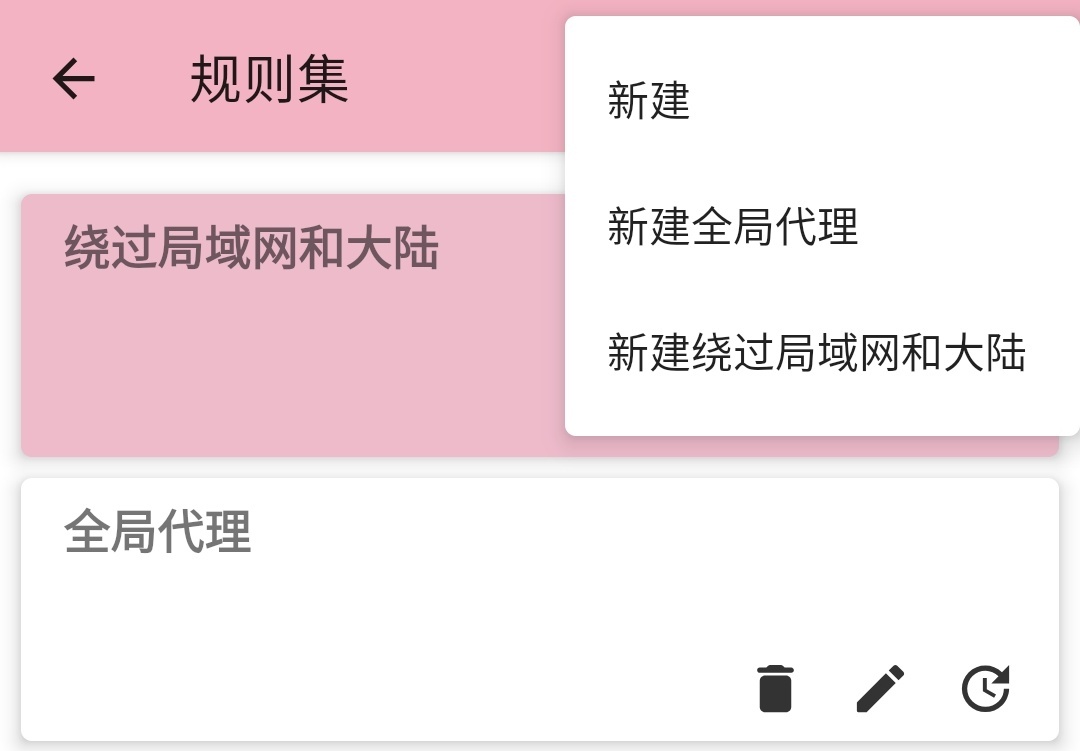 规则集
新建
新建全局代理
新建绕过局域网和大陆
绕过局域网和大陆
全局代理